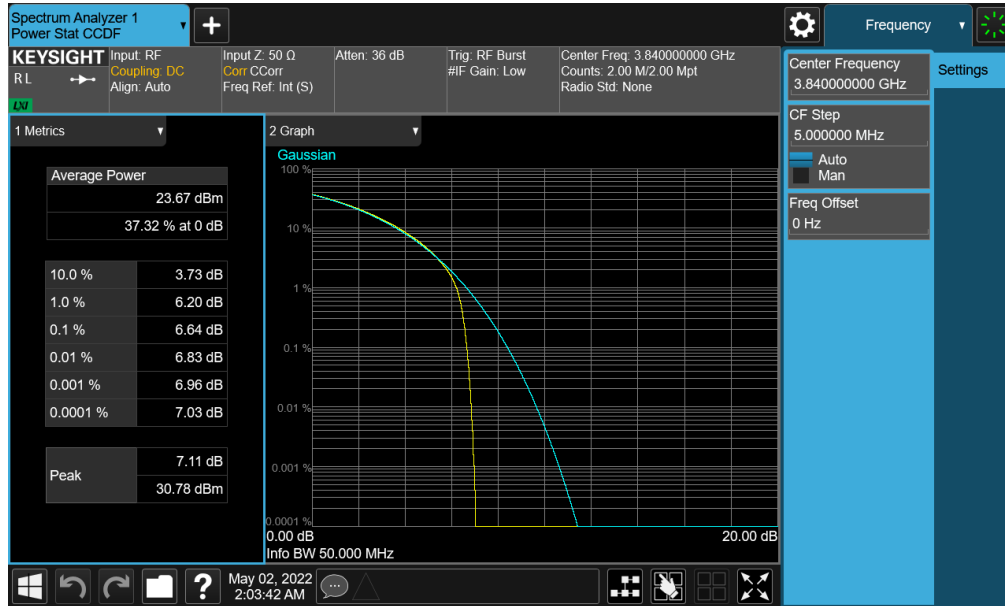 Spectrum Analyzer 1
Power Stat CCDF
Frequency
KEYSIGHT
RL
LXI
Input: RF
Coupling: DC
Align: Auto
Input Z: 50 Ω
Corr CCorr
Freq Ref: Int (S)
Atten: 36 dB
Trig: RF Burst
#IF Gain: Low
Center Freq: 3.840000000 GHz
Counts: 2.00 M/2.00 Mpt
Radio Std: None
Center Frequency
3.840000000 GHz
Settings
CF Step
5.000000 MHz
Auto
Man
Freq Offset
0 Hz
1 Metrics
Average Power
23.67 dBm
37.32 % at 0 dB
10.0 % 3.73 dB
1.0 % 6.20 dB
0.1 % 6.64 dB
0.01 % 6.83 dB
0.001 % 6.96 dB
0.0001 % 7.03 dB
Peak 7.11 dB
30.78 dBm
2 Graph
Gaussian
100 %
10 %
1 %
0.1 %
0.01 %
0.001 %
0.0001 %
0.00 dB 20.00 dB
Info BW 50.000 MHz
?
May 02, 2022
2:03:42 AM